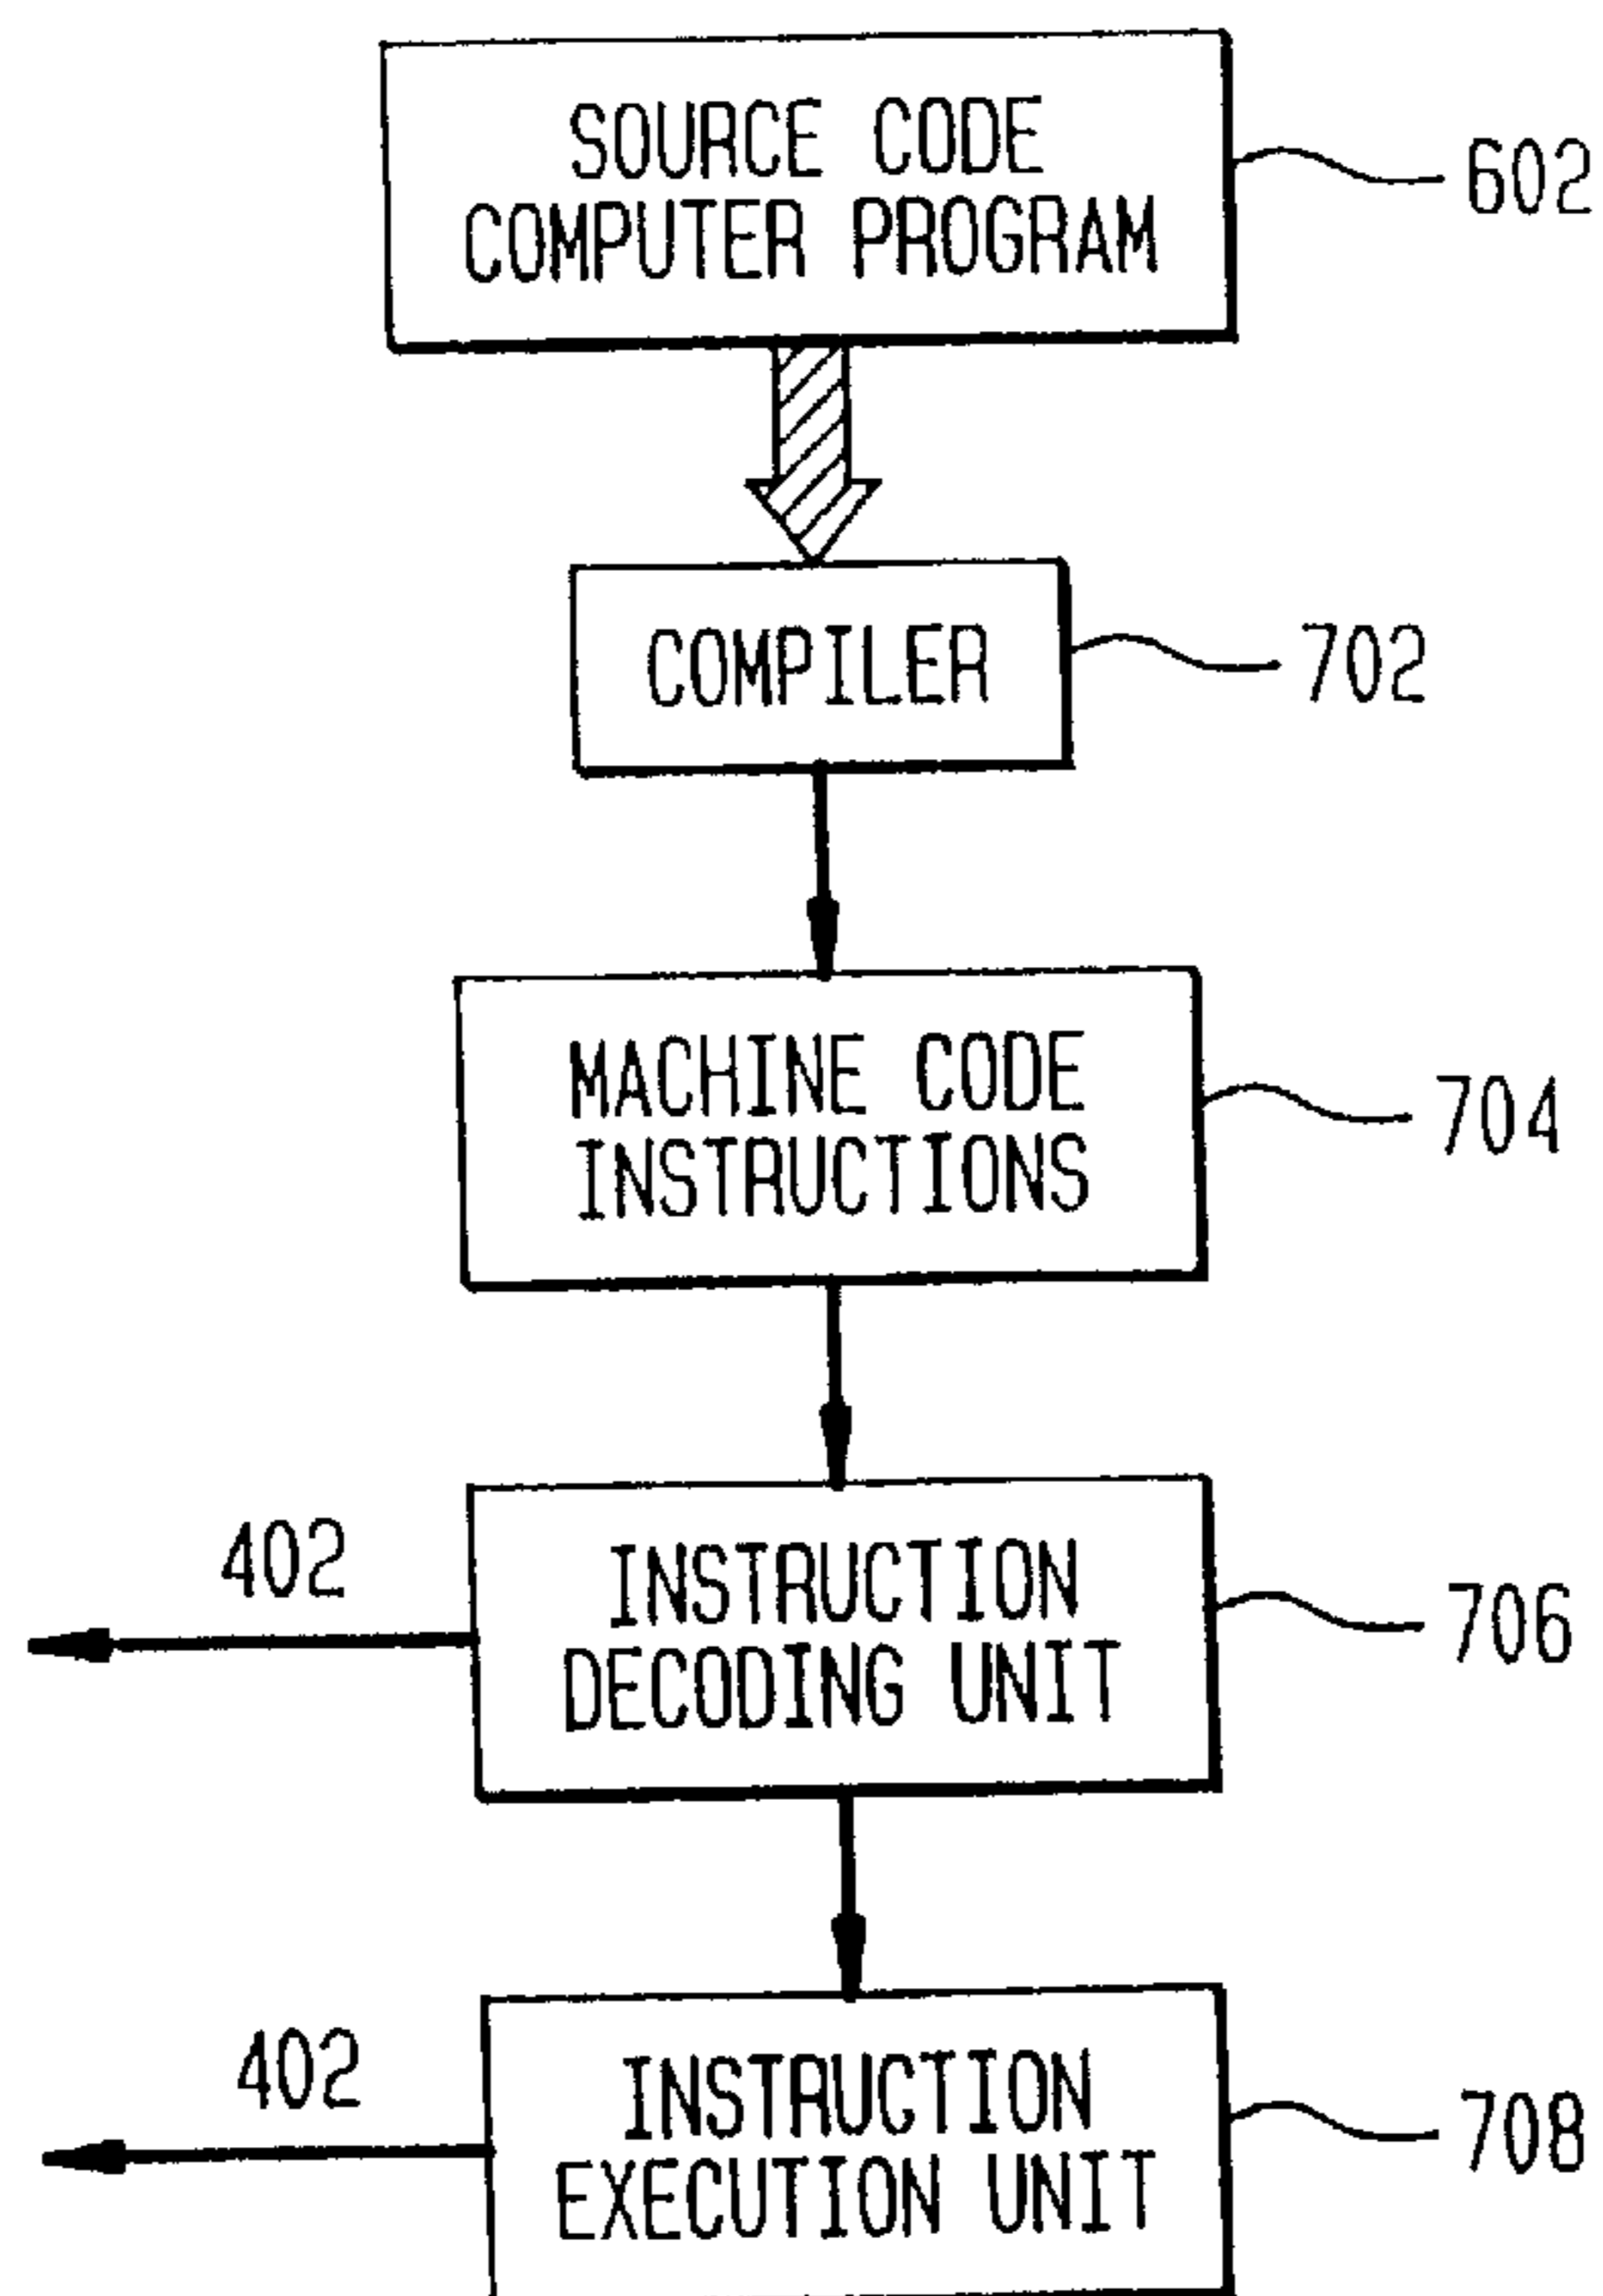 SOURCE CODE
COMPUTER PROGRAM
602
COMPILER
702
MACHINE CODE
INSTRUCTIONS
704
402
INSTRUCTION
DECODING UNIT
706
402
INSTRUCTION
EXECUTION UNIT
708